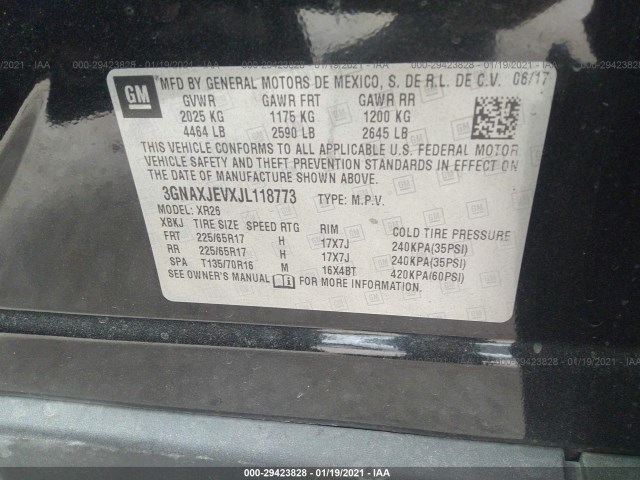 000-29423828 - 01/19/2021 - IAA
GM
MFD BY GENERAL MOTORS DE MEXICO, S. DE R.L. DE C.V. 06/17
GVWR GAWR FRT GAWR RR
2025 KG 1175 KG 1200 KG
4464 LB 2590 LB 2645 LB
THIS VEHICLE CONFORMS TO ALL APPLICABLE U.S. FEDERAL MOTOR
VEHICLE SAFETY AND THEFT PREVENTION STANDARDS IN EFFECT ON
THE DATE OF MANUFACTURE SHOWN ABOVE.
3GNAXJEVXJL118773 TYPE: M.P.V.
MODEL: XR26
XBKJ TIRE SIZE SPEED RTG RIM COLD TIRE PRESSURE
FRT 225/65R17 H 17X7J 240KPA(35PSI)
RR 225/65R17 H 17X7J 240KPA(35PSI)
SPA T135/70R16 M 16X4BT 420KPA(60PSI)
SEE OWNER'S MANUAL FOR MORE INFORMATION.
000-29423828 - 01/19/2021 - IAA